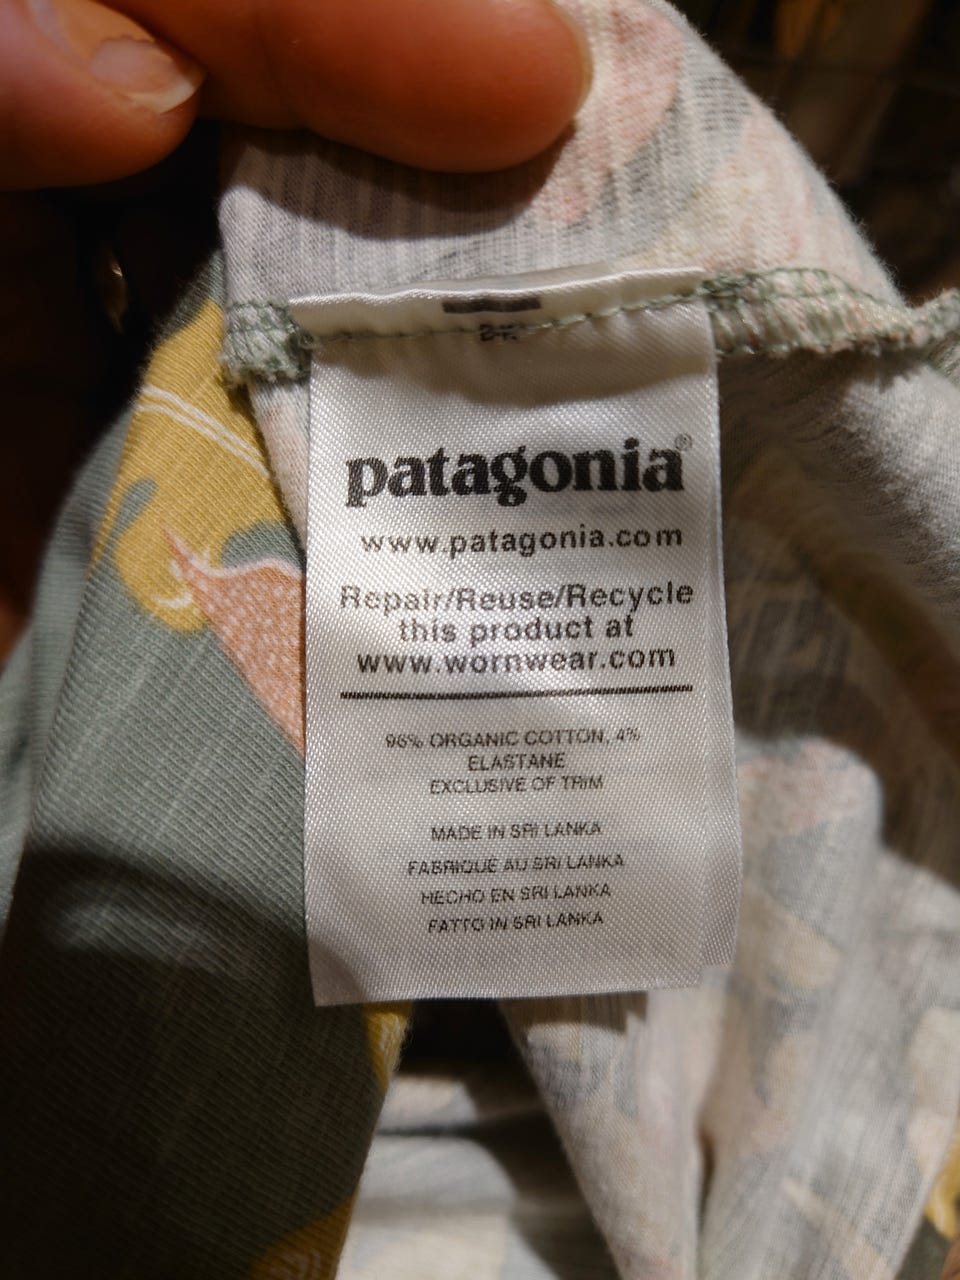 patagonia®
www.patagonia.com
Repair/Reuse/Recycle
this product at
www.wornwear.com
96% ORGANIC COTTON, 4%
ELASTANE
EXCLUSIVE OF TRIM
MADE IN SRI LANKA
FABRIQUE AU SRI LANKA
HECHO EN SRI LANKA
FATTO IN SRI LANKA